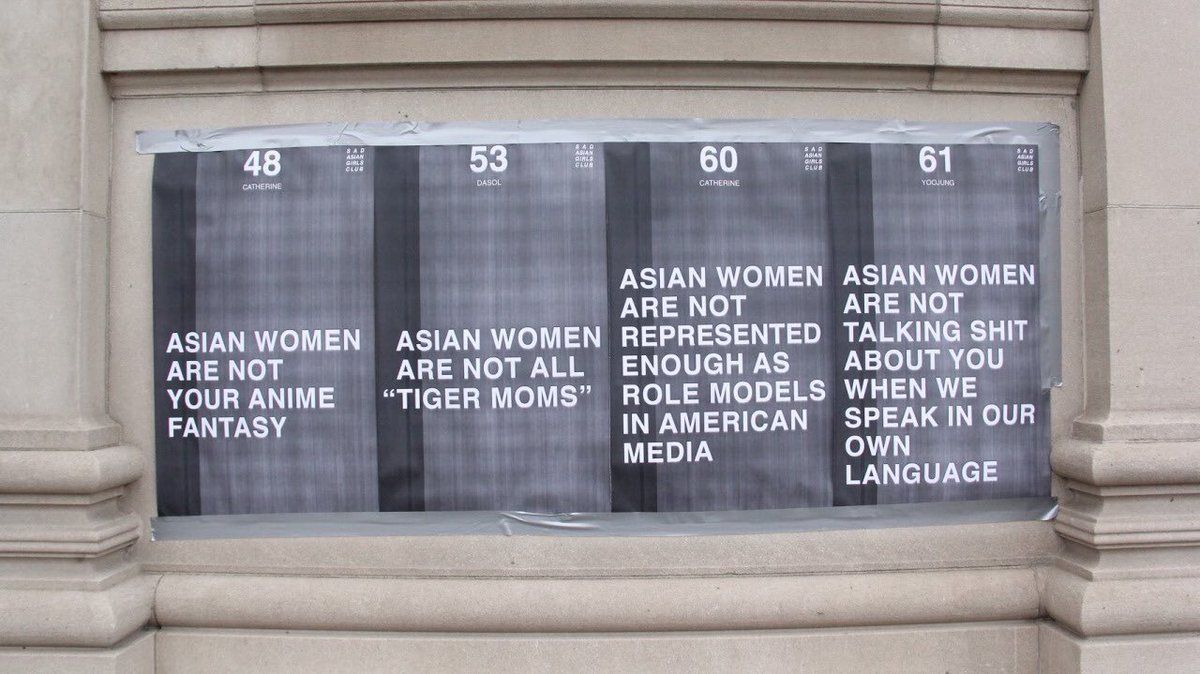 48
CATHERINE
SAD
ASIAN
GIRLS
CLUB
ASIAN WOMEN
ARE NOT
YOUR ANIME
FANTASY
53
DASOL
SAD
ASIAN
GIRLS
CLUB
ASIAN WOMEN
ARE NOT ALL
“TIGER MOMS”
60
CATHERINE
SAD
ASIAN
GIRLS
CLUB
ASIAN WOMEN
ARE NOT
REPRESENTED
ENOUGH AS
ROLE MODELS
IN AMERICAN
MEDIA
61
YOOJUNG
SAD
ASIAN
GIRLS
CLUB
ASIAN WOMEN
ARE NOT
TALKING SHIT
ABOUT YOU
WHEN WE
SPEAK IN OUR
OWN
LANGUAGE